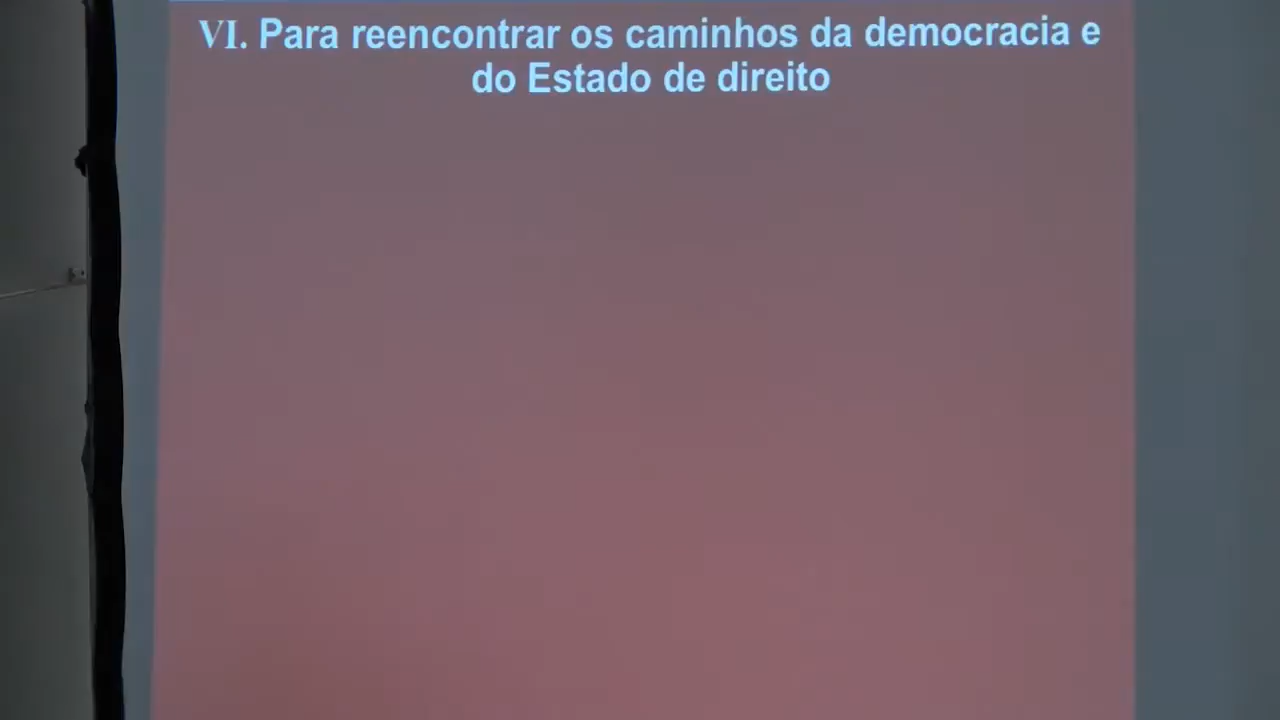 VI. Para reencontrar os caminhos da democracia e
do Estado de direito